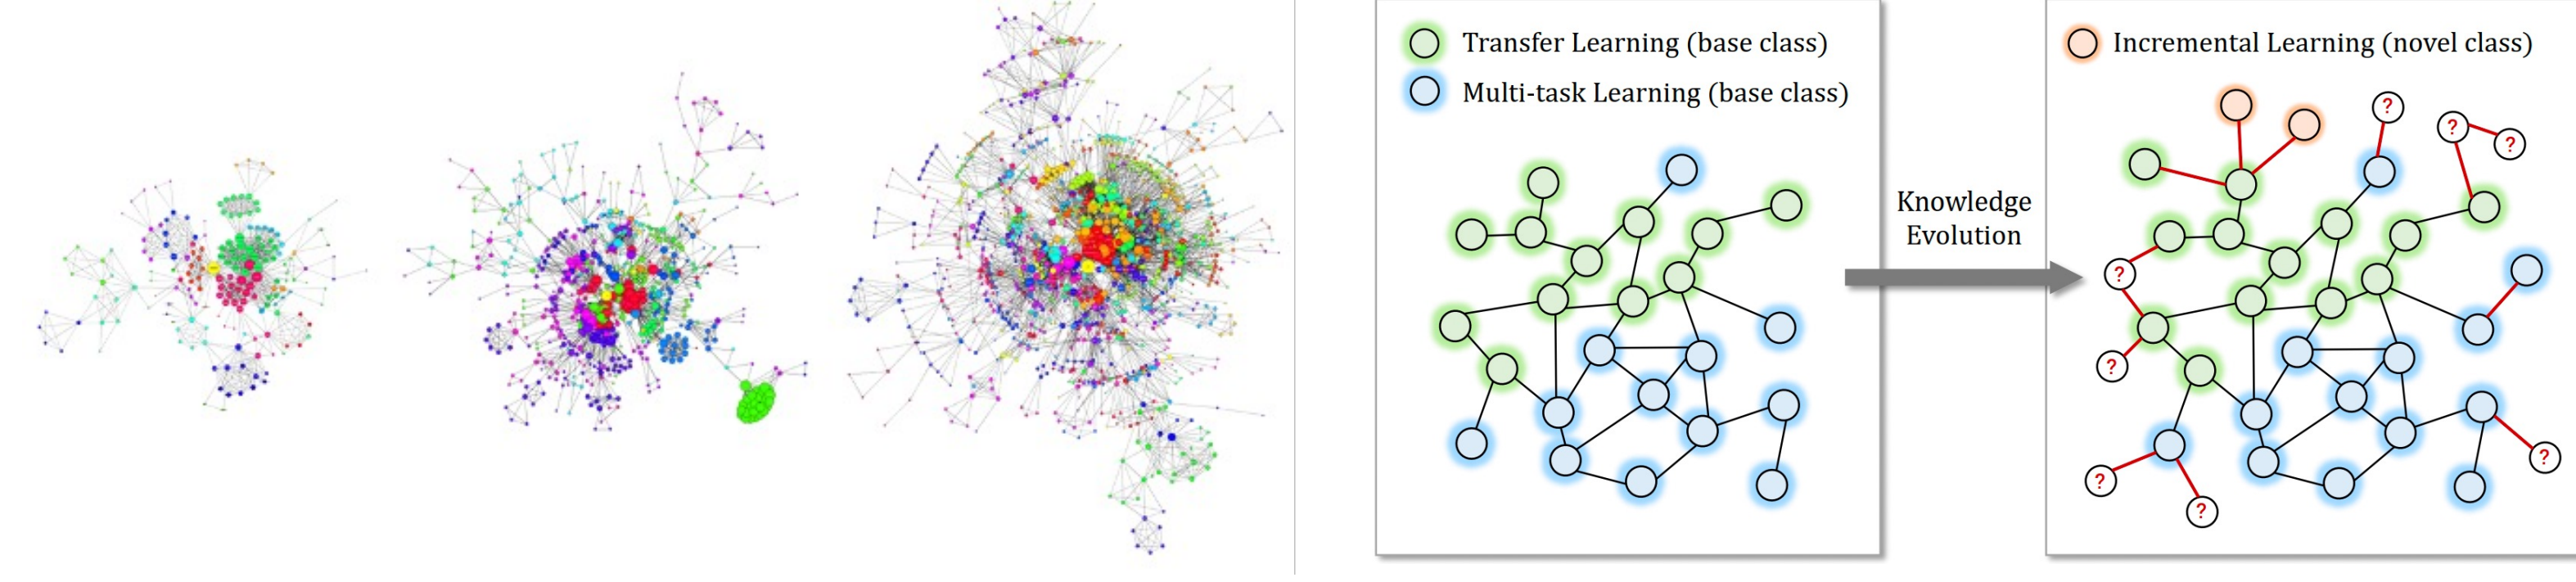 Transfer Learning (base class)
Multi-task Learning (base class)
Knowledge
Evolution
Incremental Learning (novel class)
?
?
?
?
?
?
?
?
?